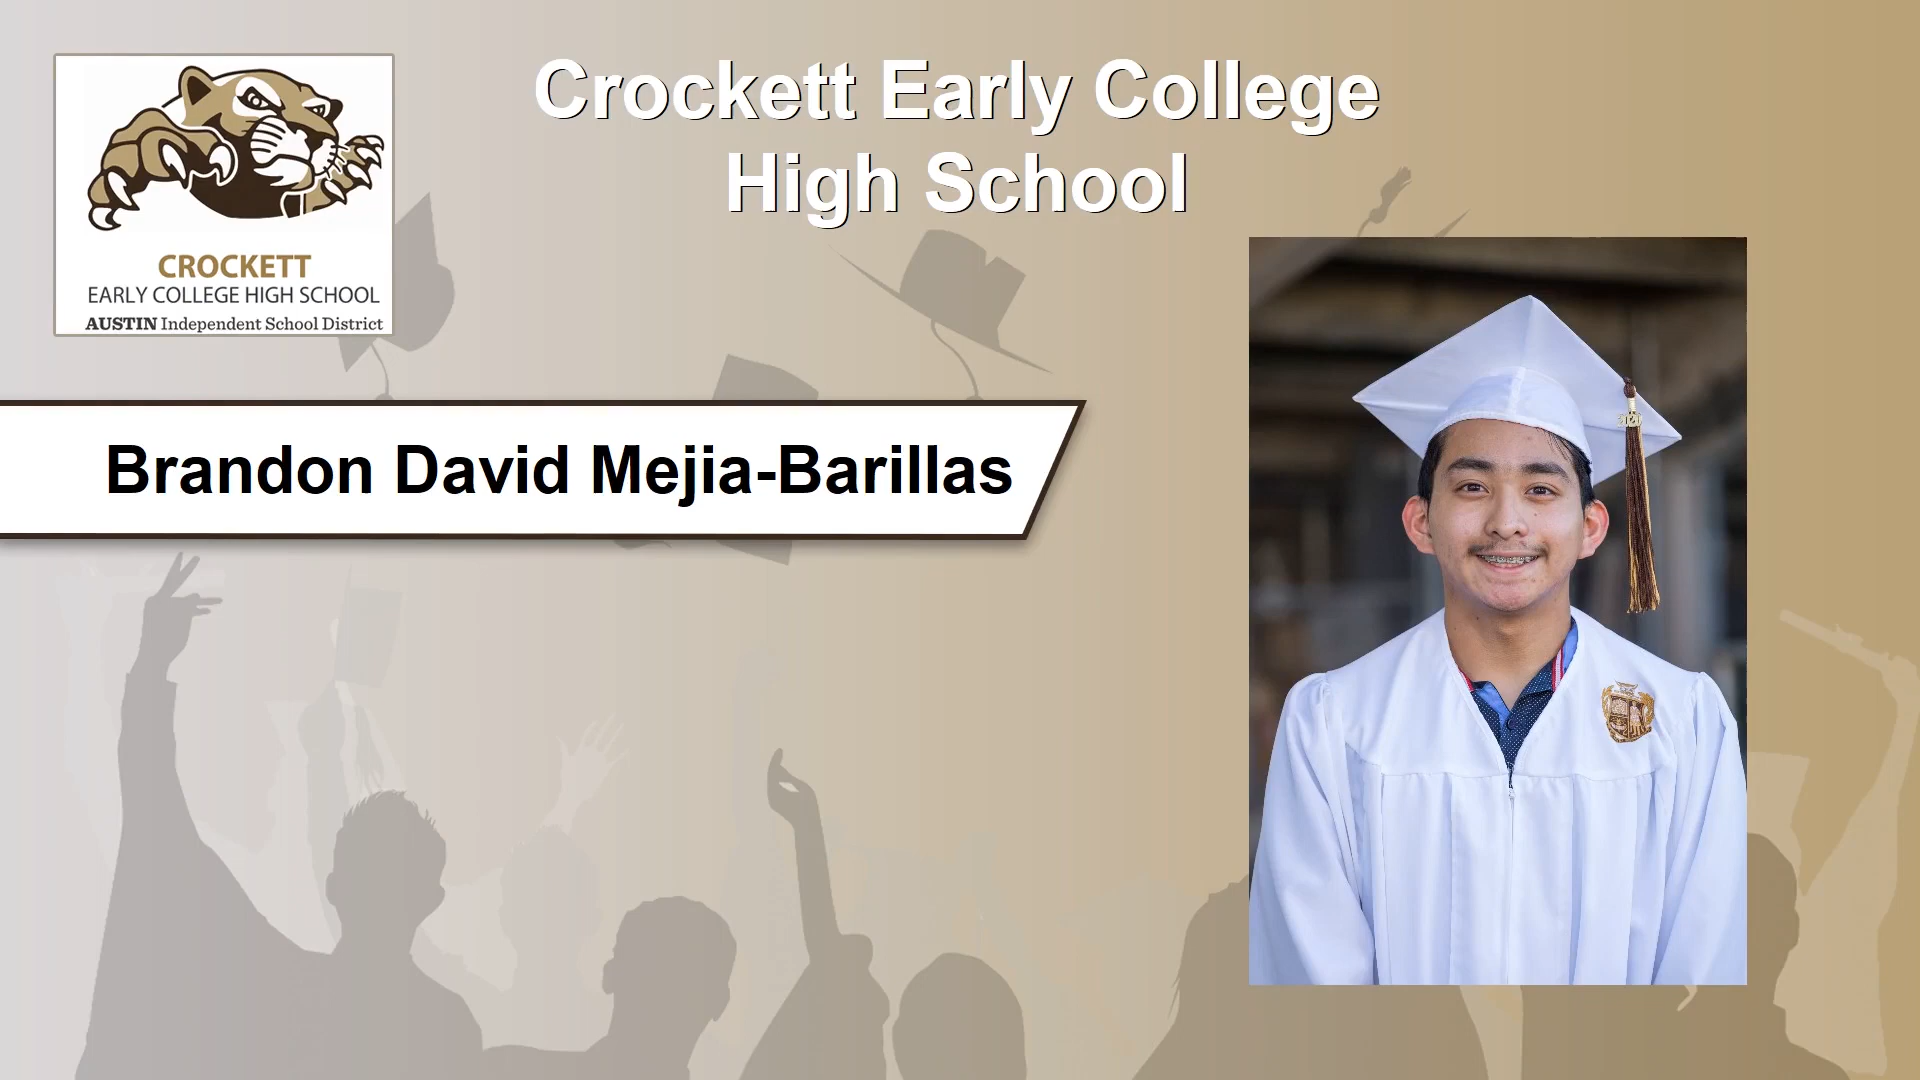 Crockett Early College
High School
CROCKETT
EARLY COLLEGE HIGH SCHOOL
AUSTIN Independent School District
Brandon David Mejia-Barillas